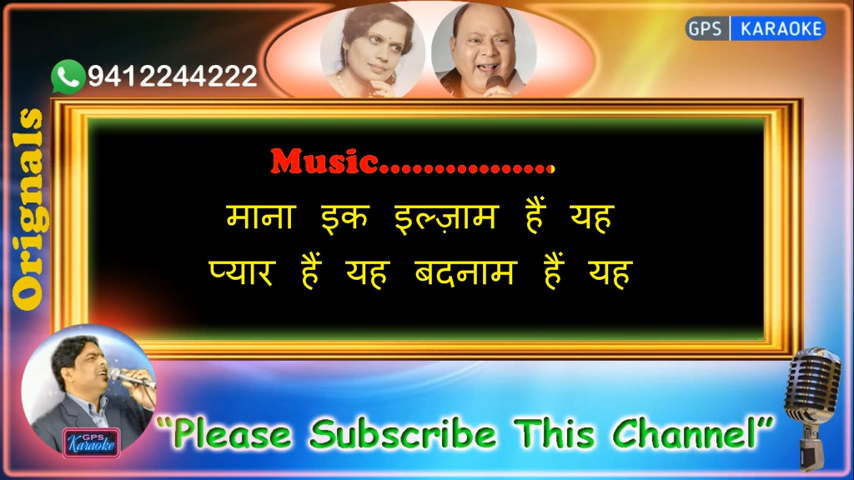 GPS | KARAOKE
9412244222
Orignals
Music................
माना इक इल्ज़ाम हैं यह
प्यार हैं यह बदनाम हैं यह
GPS
Karaoke
“Please Subscribe This Channel”